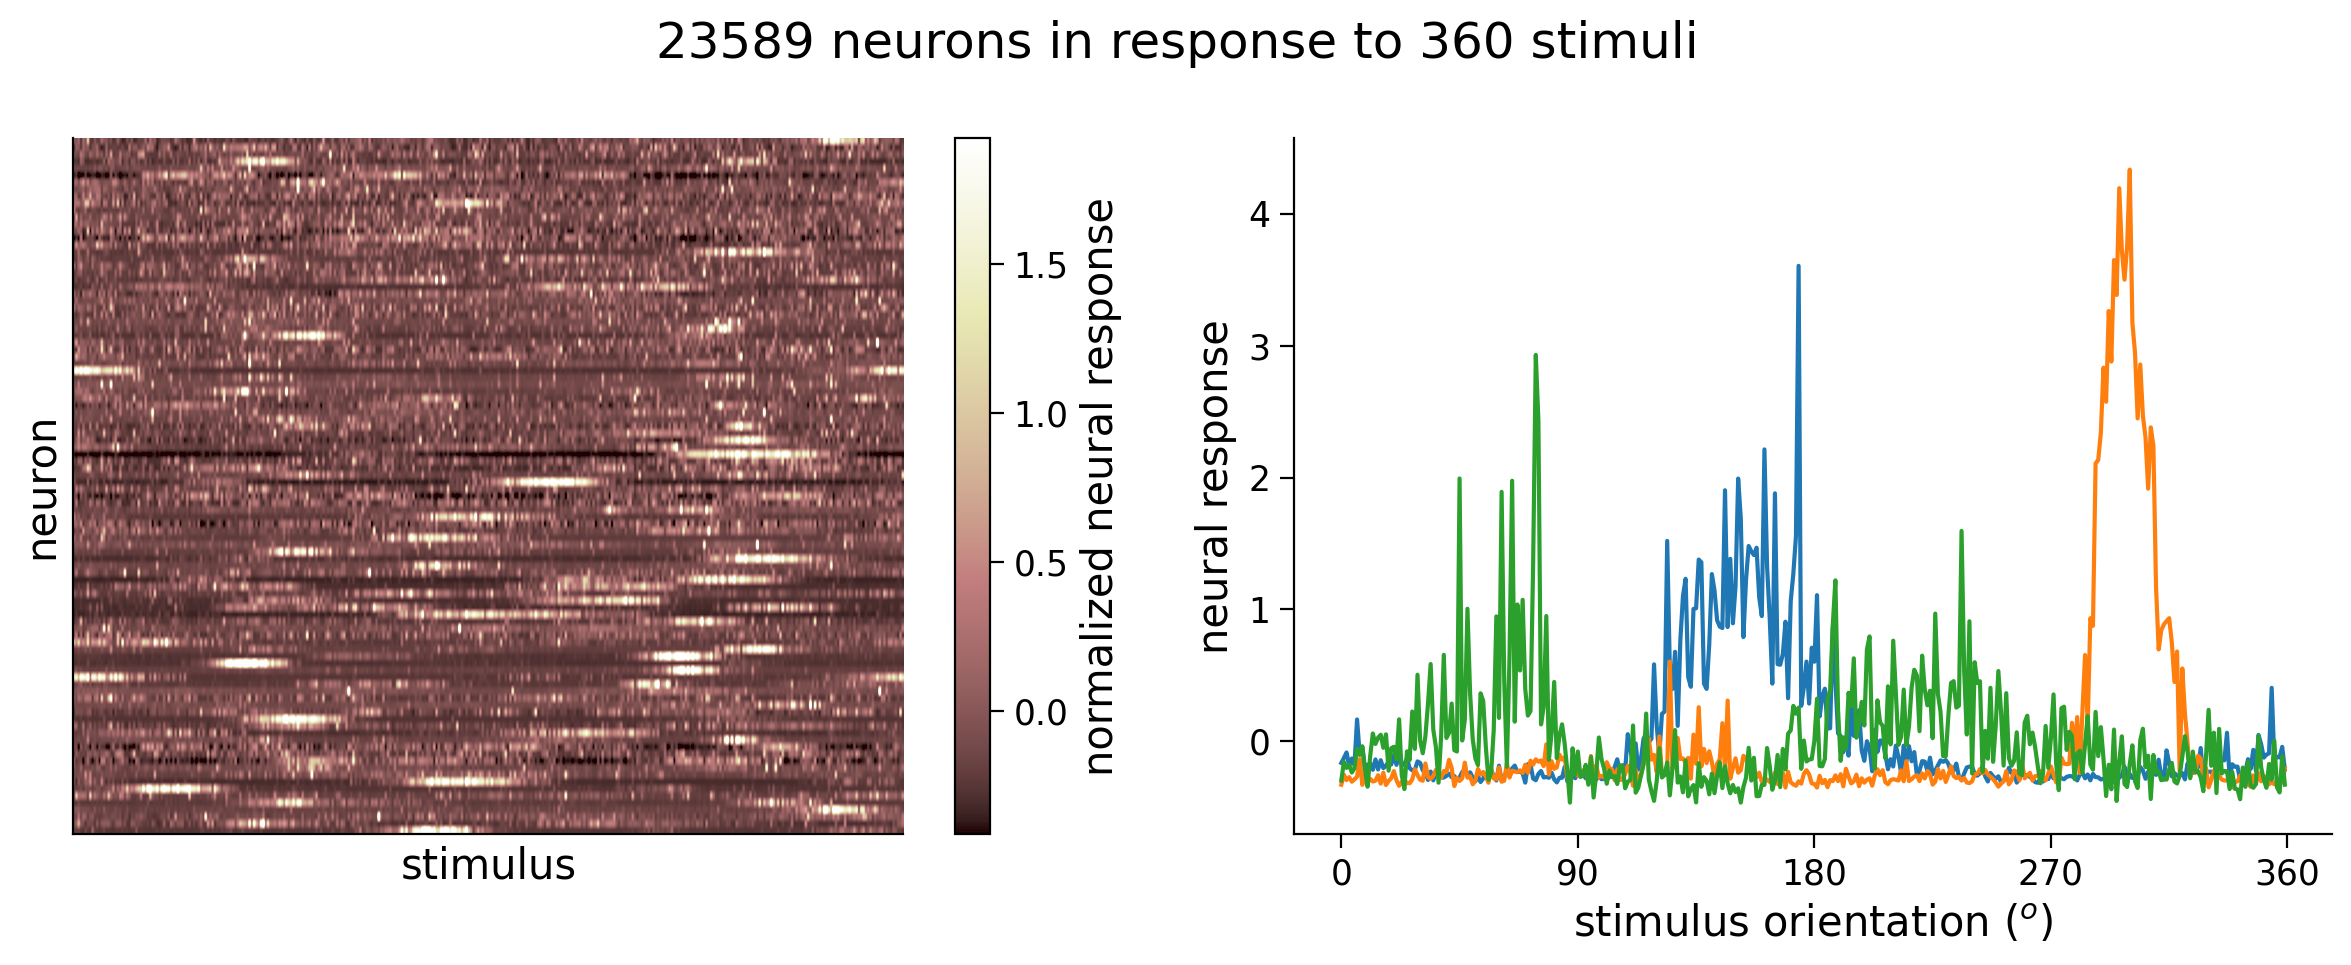 23589 neurons in response to 360 stimuli
neuron
stimulus
1.5
1.0
0.5
0.0
normalized neural response
neural response
4
3
2
1
0
0 90 180 270 360
stimulus orientation (o)